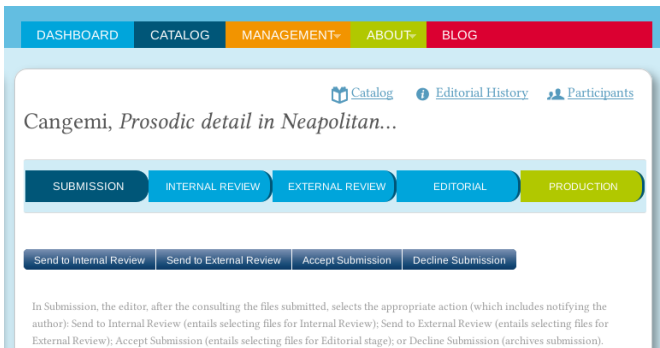 DASHBOARD CATALOG MANAGEMENT ABOUT BLOG
Catalog Editorial History Participants
Cangemi, Prosodic detail in Neapolitan...
SUBMISSION INTERNAL REVIEW EXTERNAL REVIEW EDITORIAL PRODUCTION
Send to Internal Review Send to External Review Accept Submission Decline Submission
In Submission, the editor, after the consulting the files submitted, selects the appropriate action (which includes notifying the
author): Send to Internal Review (entails selecting files for Internal Review); Send to External Review (entails selecting files for
External Review); Accept Submission (entails selecting files for Editorial stage); or Decline Submission (archives submission).